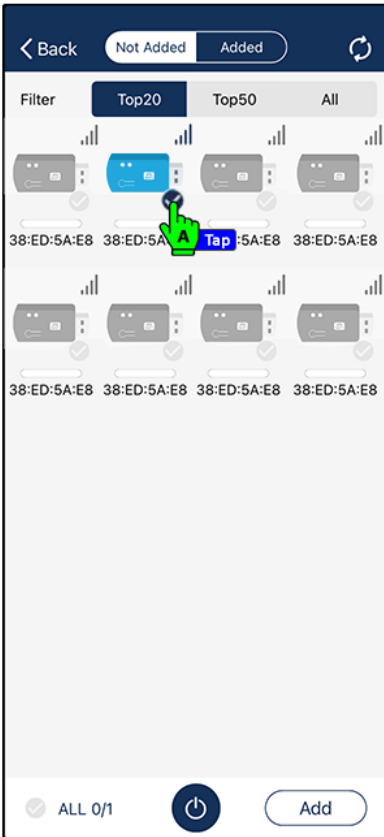 Back Not Added Added
Filter Top20 Top50 All
38:ED:5A:E8 38:ED:5A A Tap :5A:E8 38:ED:5A:E8
38:ED:5A:E8 38:ED:5A:E8 38:ED:5A:E8 38:ED:5A:E8
ALL 0/1 Add